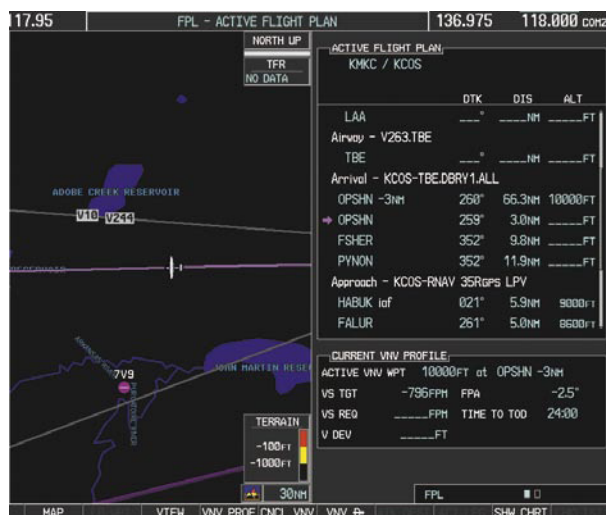 17.95 FPL – ACTIVE FLIGHT PLAN 136.975 118.000 COM2
NORTH UP
TFR
NO DATA
ADOBE CREEK RESERVOIR
V10 V244
7V9
TERRAIN
-100FT
-1000FT
30NM
ACTIVE FLIGHT PLAN
KMKC / KCOS
DTK DIS ALT
LAA ___° ____NM _____FT
Airway – V263.TBE
TBE ___° ____NM _____FT
Arrival – KCOS-TBE.DBRY1.ALL
OPSHN -3NM 260° 66.3NM 10000FT
OPSHN 259° 3.0NM _____FT
FSHER 352° 9.8NM _____FT
PYNON 352° 11.9NM _____FT
Approach – KCOS-RNAV 35RGPS LPV
HABUK iaf 021° 5.9NM 9000FT
FALUR 261° 5.0NM 8600FT
CURRENT VNV PROFILE
ACTIVE VNV WPT 10000FT at OPSHN -3NM
VS TGT -796FPM FPA -2.5°
VS REQ _____FPM TIME TO TOD 24:00
V DEV _____FT
FPL
MAP VIEW VNV PROF CNCL VNV VNV SHW CHRT